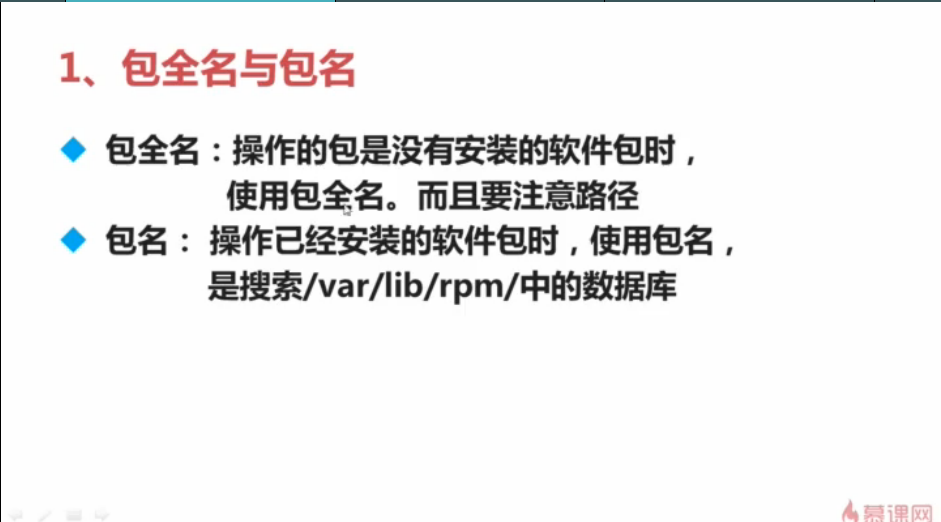 1、包全名与包名
包全名：操作的包是没有安装的软件包时，
使用包全名。而且要注意路径
包名： 操作已经安装的软件包时，使用包名，
是搜索/var/lib/rpm/中的数据库
慕课网